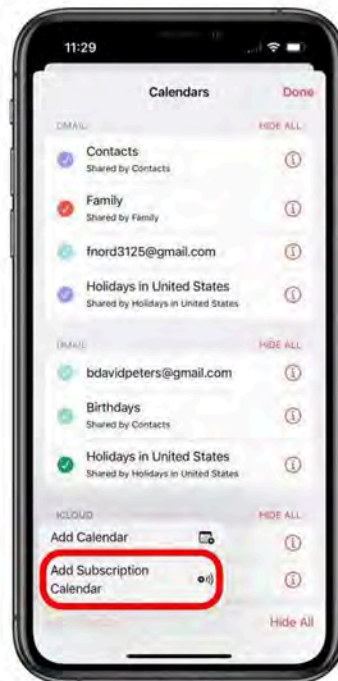 11:29
Calendars
Done
GMAIL
HIDE ALL
Contacts
Shared by Contacts
Family
Shared by Family
fnord3125@gmail.com
Holidays in United States
Shared by Holidays in United States
GMAIL
HIDE ALL
bdavidpeters@gmail.com
Birthdays
Shared by Contacts
Holidays in United States
Shared by Holidays in United States
ICLOUD
HIDE ALL
Add Calendar
Add Subscription
Calendar
Hide All